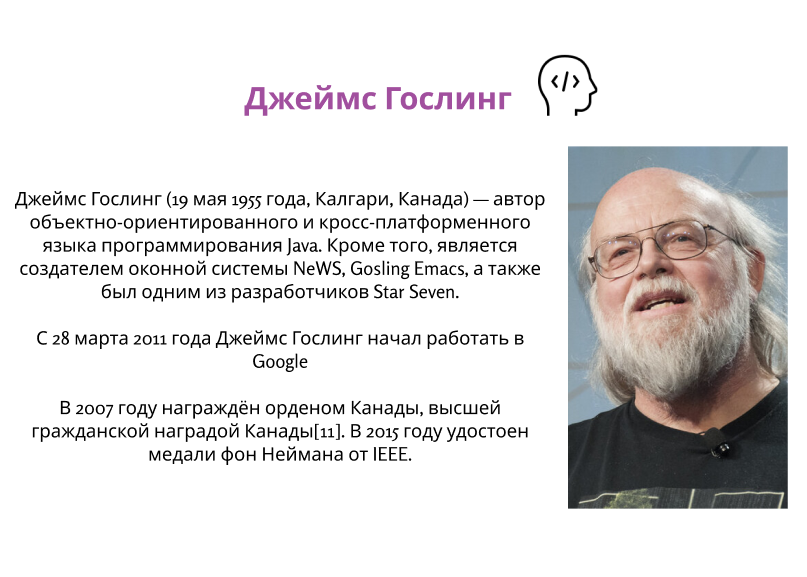 Джеймс Гослинг
</>
Джеймс Гослинг (19 мая 1955 года, Калгари, Канада) — автор
объектно-ориентированного и кросс-платформенного
языка программирования Java. Кроме того, является
создателем оконной системы NeWS, Gosling Emacs, а также
был одним из разработчиков Star Seven.
С 28 марта 2011 года Джеймс Гослинг начал работать в
Google
В 2007 году награждён орденом Канады, высшей
гражданской наградой Канады[11]. В 2015 году удостоен
медали фон Неймана от IEEE.